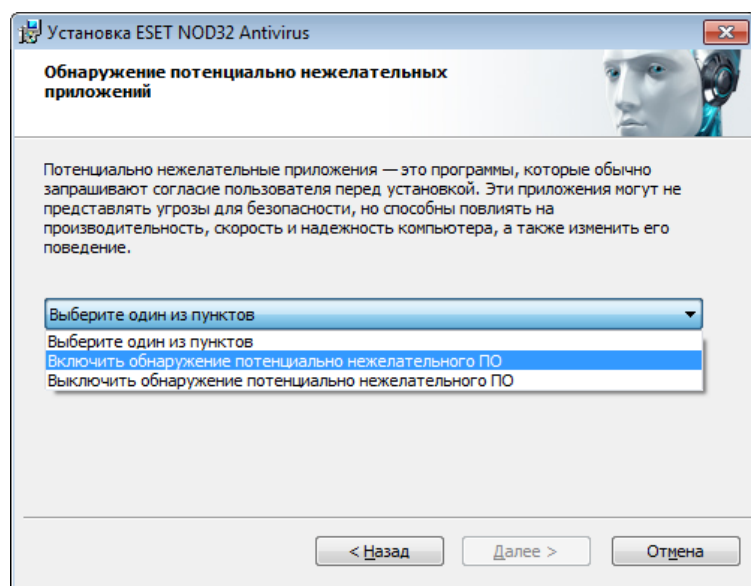 Установка ESET NOD32 Antivirus
Обнаружение потенциально нежелательных
приложений
Потенциально нежелательные приложения — это программы, которые обычно
запрашивают согласие пользователя перед установкой. Эти приложения могут не
представлять угрозы для безопасности, но способны повлиять на
производительность, скорость и надежность компьютера, а также изменить его
поведение.
Выберите один из пунктов
Выберите один из пунктов
Включить обнаружение потенциально нежелательного ПО
Выключить обнаружение потенциально нежелательного ПО
< Назад Далее > Отмена